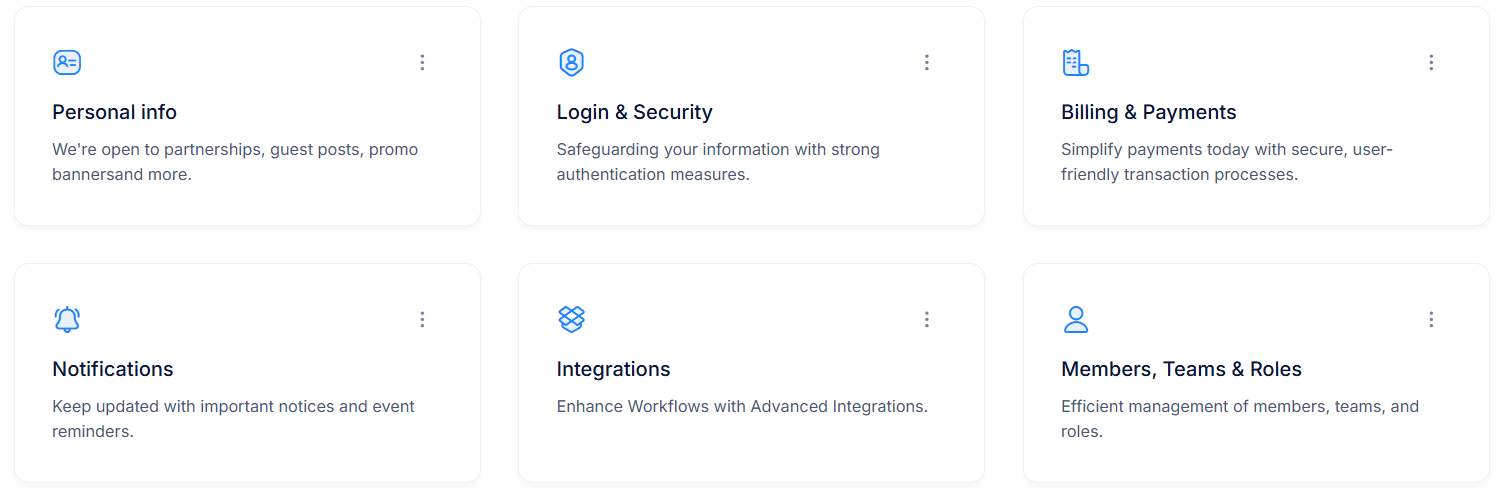 Personal info
We're open to partnerships, guest posts, promo
bannersand more.
Login & Security
Safeguarding your information with strong
authentication measures.
Billing & Payments
Simplify payments today with secure, user-
friendly transaction processes.
Notifications
Keep updated with important notices and event
reminders.
Integrations
Enhance Workflows with Advanced Integrations.
Members, Teams & Roles
Efficient management of members, teams, and
roles.